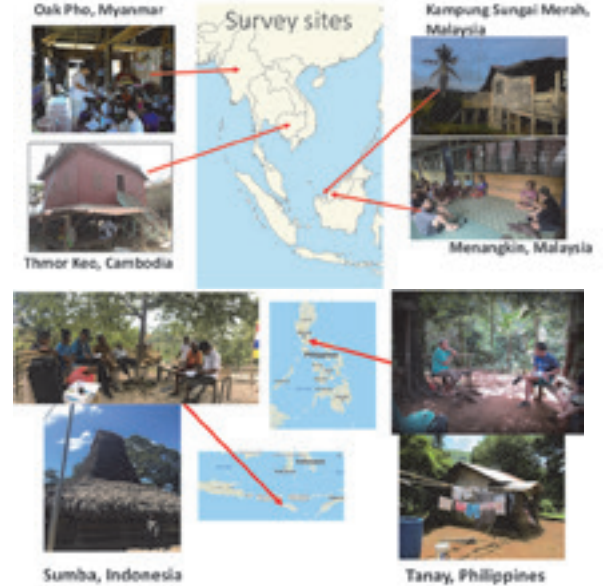 Oak Pho, Myanmar
Survey sites
Kampung Sungai Merah,
Malaysia
Thmor Keo, Cambodia
Menangkin, Malaysia
Sumba, Indonesia
Tanay, Philippines